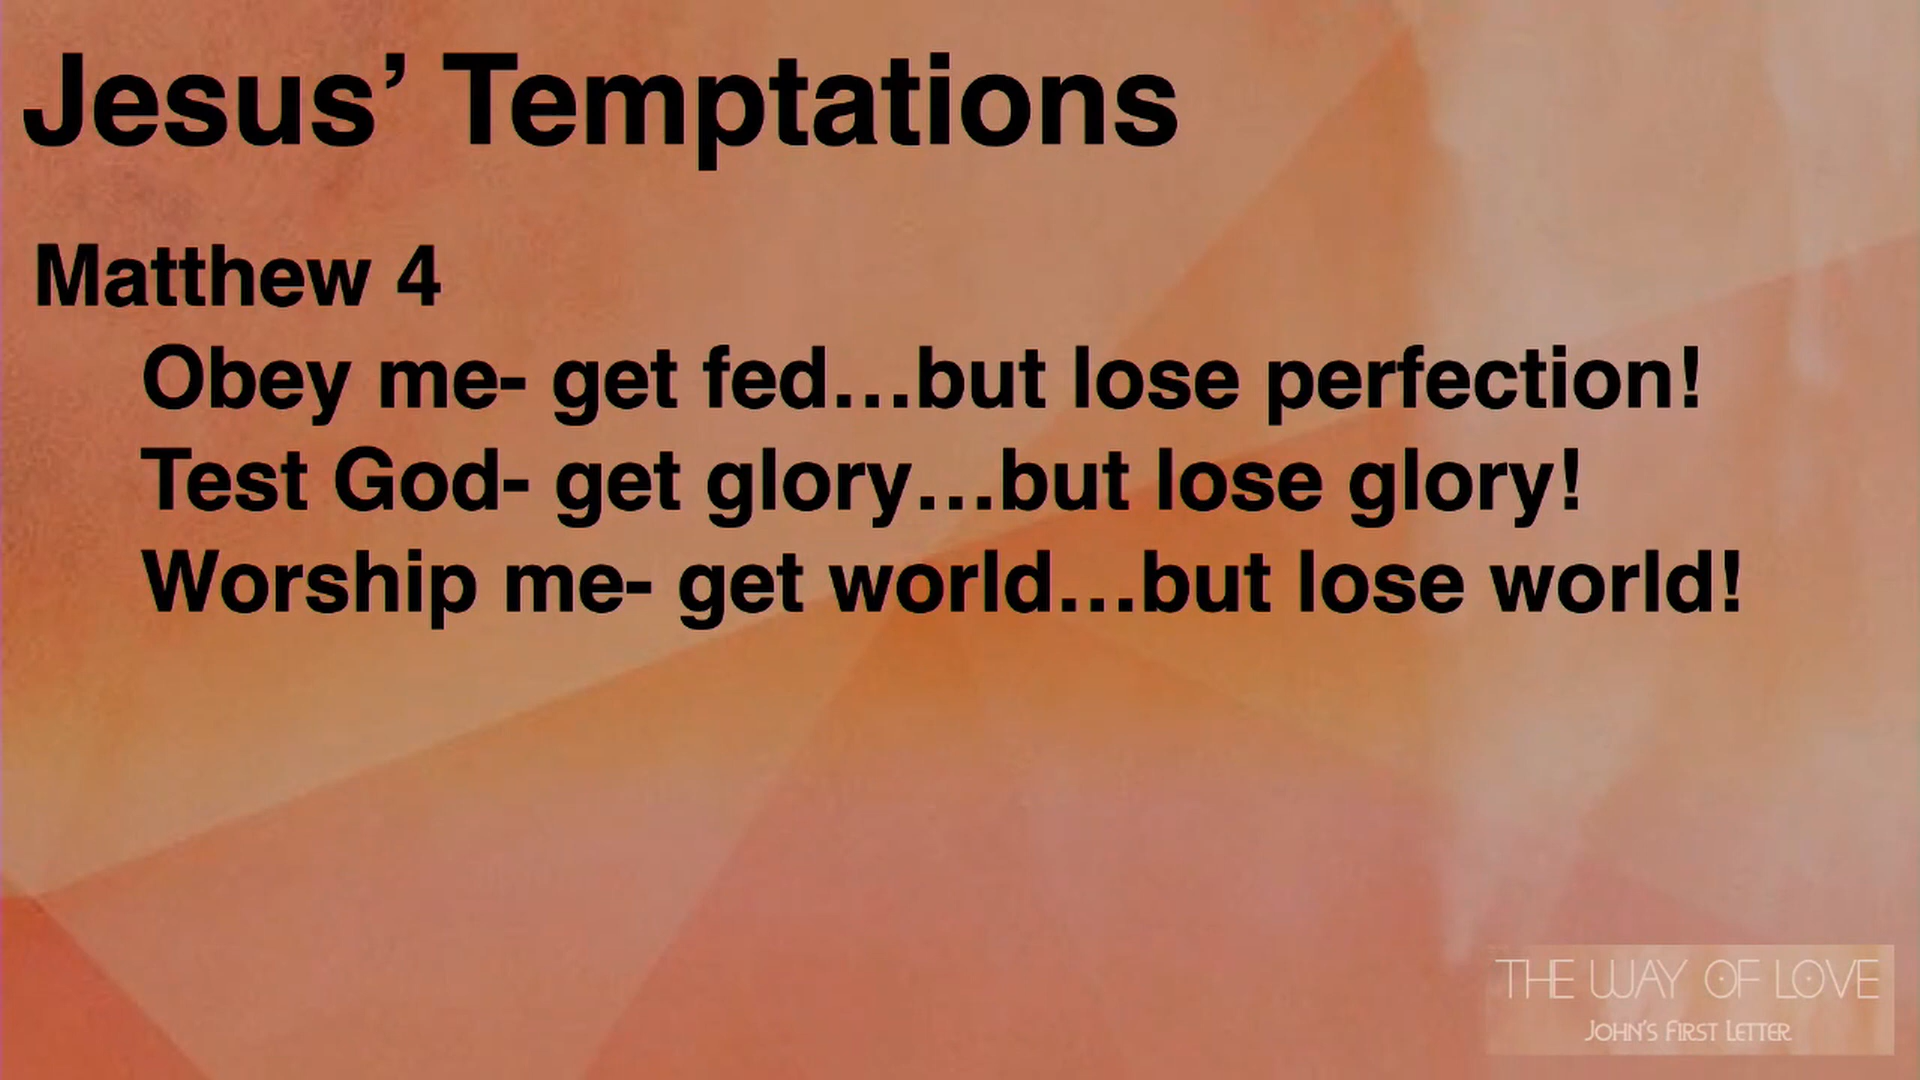 Jesus’ Temptations
Matthew 4
Obey me- get fed...but lose perfection!
Test God- get glory...but lose glory!
Worship me- get world...but lose world!
THE WAY OF LOVE
JOHN'S FIRST LETTER